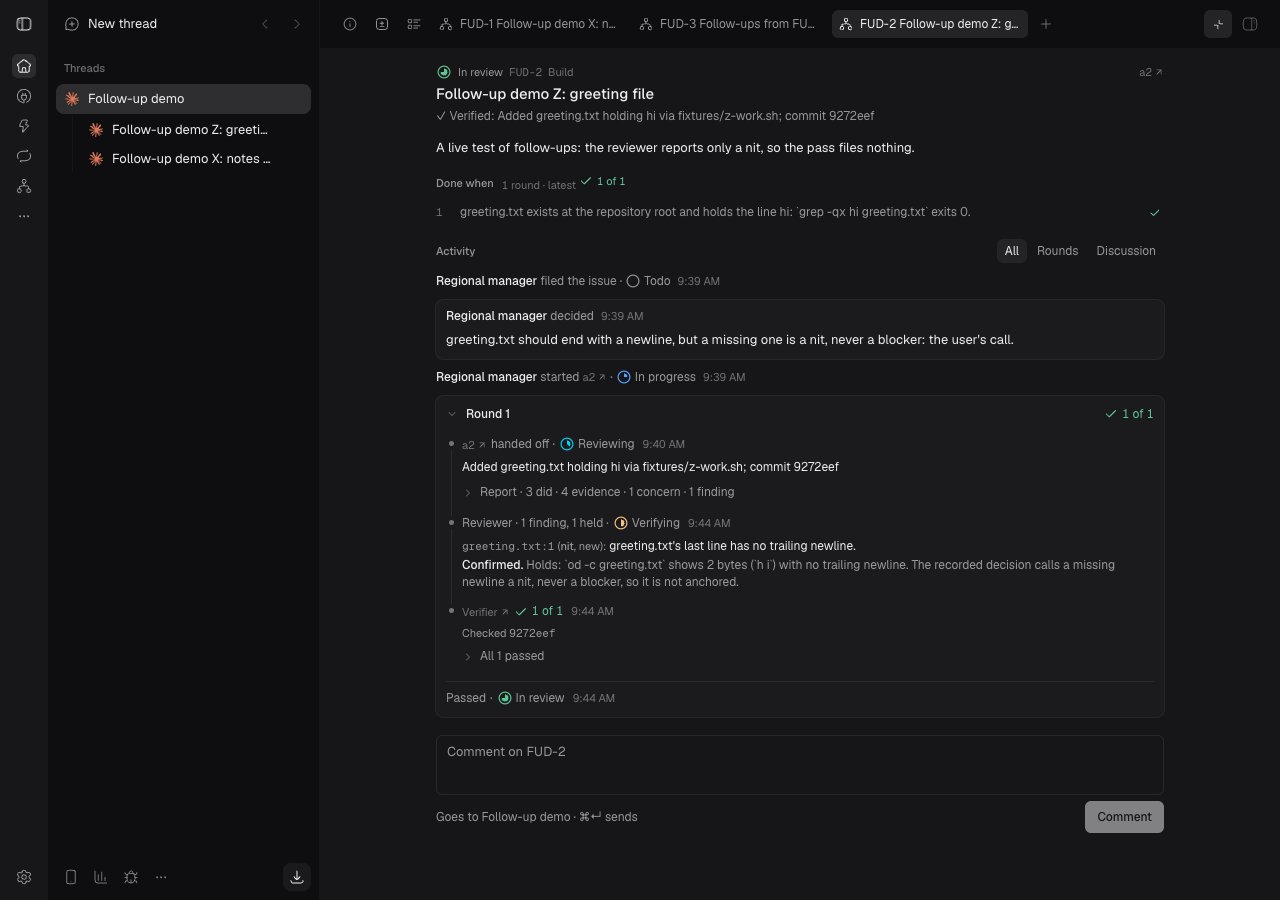 New thread
Threads
Follow-up demo
Follow-up demo Z: greeti...
Follow-up demo X: notes ...
FUD-1 Follow-up demo X: n...
FUD-3 Follow-ups from FU...
FUD-2 Follow-up demo Z: g...
In review FUD-2 Build
a2 ↗
Follow-up demo Z: greeting file
✓ Verified: Added greeting.txt holding hi via fixtures/z-work.sh; commit 9272eef
A live test of follow-ups: the reviewer reports only a nit, so the pass files nothing.
Done when 1 round · latest ✓ 1 of 1
1 greeting.txt exists at the repository root and holds the line hi: `grep -qx hi greeting.txt` exits 0.
Activity
All Rounds Discussion
Regional manager filed the issue · Todo 9:39 AM
Regional manager decided 9:39 AM
greeting.txt should end with a newline, but a missing one is a nit, never a blocker: the user's call.
Regional manager started a2 ↗ · In progress 9:39 AM
Round 1
✓ 1 of 1
a2 ↗ handed off · Reviewing 9:40 AM
Added greeting.txt holding hi via fixtures/z-work.sh; commit 9272eef
Report · 3 did · 4 evidence · 1 concern · 1 finding
Reviewer · 1 finding, 1 held · Verifying 9:44 AM
greeting.txt:1 (nit, new): greeting.txt's last line has no trailing newline.
Confirmed. Holds: `od -c greeting.txt` shows 2 bytes (`h i`) with no trailing newline. The recorded decision calls a missing
newline a nit, never a blocker, so it is not anchored.
Verifier ↗ ✓ 1 of 1 9:44 AM
Checked 9272eef
All 1 passed
Passed · In review 9:44 AM
Comment on FUD-2
Goes to Follow-up demo · ⌘↵ sends
Comment